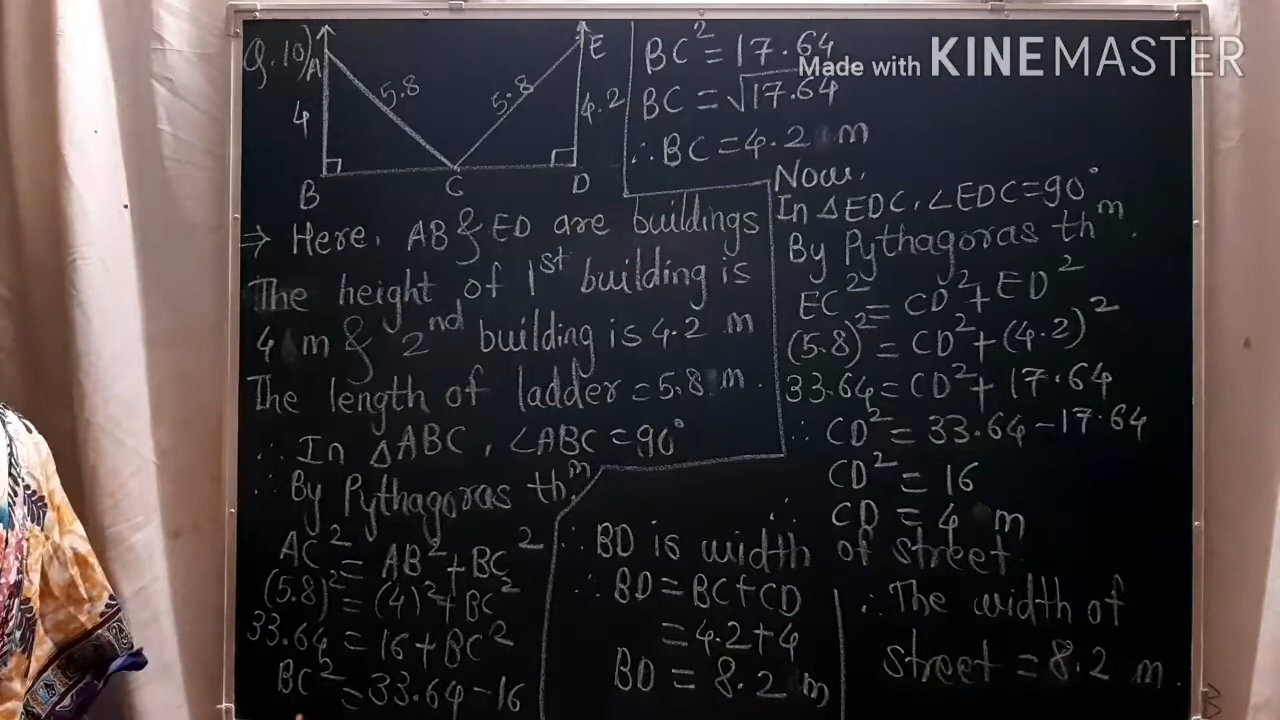 Q.10)
A
4
B
5.8
C
5.8
E
4.2
D
⇒ Here, AB & ED are buildings
The height of 1st building is
4 m & 2nd building is 4.2 m
The length of ladder = 5.8 m.
∴ In △ABC, ∠ABC = 90°
∴ By Pythagoras thm.
AC² = AB² + BC²
(5.8)² = (4)² + BC²
33.64 = 16 + BC²
BC² = 33.64 - 16
BC² = 17.64
BC = √17.64
∴ BC = 4.2 m
Now,
In △EDC, ∠EDC = 90°
By Pythagoras thm.
EC² = CD² + ED²
(5.8)² = CD² + (4.2)²
33.64 = CD² + 17.64
∴ CD² = 33.64 - 17.64
CD² = 16
∴ CD = 4 m
∴ BD is width of street.
∴ BD = BC + CD
= 4.2 + 4
BD = 8.2 m
∴ The width of
street = 8.2 m.
Made with KINEMASTER